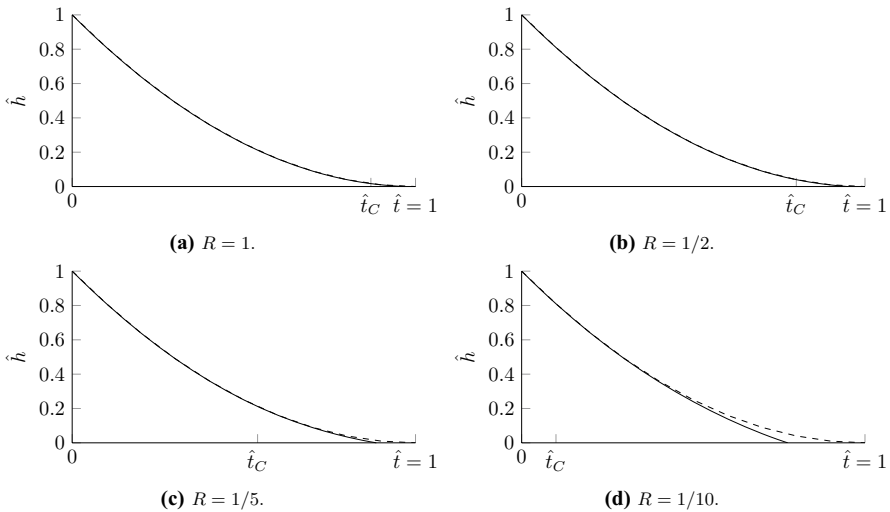 1
0.8
0.6
0.4
0.2
0
ĥ
0
t̂_C
t̂ = 1
(a) R = 1.
1
0.8
0.6
0.4
0.2
0
ĥ
0
t̂_C
t̂ = 1
(b) R = 1/2.
1
0.8
0.6
0.4
0.2
0
ĥ
0
t̂_C
t̂ = 1
(c) R = 1/5.
1
0.8
0.6
0.4
0.2
0
ĥ
0
t̂_C
t̂ = 1
(d) R = 1/10.